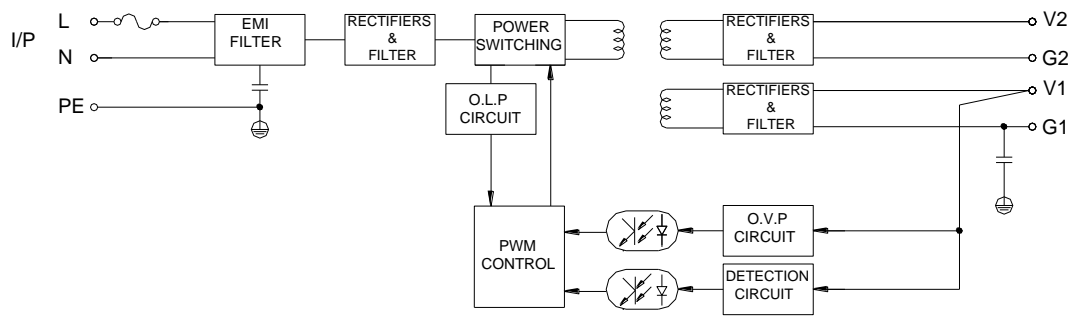 I/P
L
N
PE
EMI
FILTER
RECTIFIERS
&
FILTER
POWER
SWITCHING
O.L.P
CIRCUIT
PWM
CONTROL
RECTIFIERS
&
FILTER
V2
G2
RECTIFIERS
&
FILTER
V1
G1
O.V.P
CIRCUIT
DETECTION
CIRCUIT